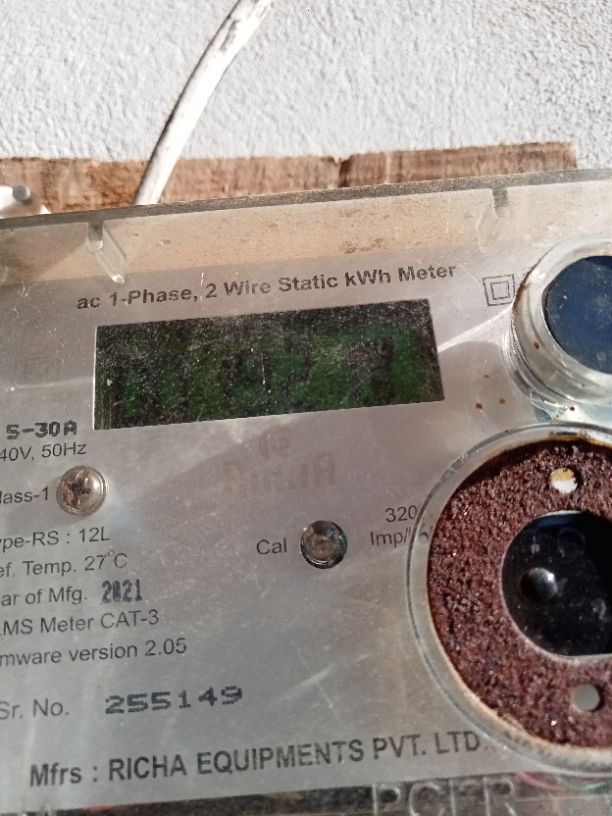 ac 1-Phase, 2 Wire Static kWh Meter
5-30A
40V, 50Hz
lass-1
ype-RS : 12L
Cal
320
Imp/
ef. Temp. 27°C
ar of Mfg. 2021
LMS Meter CAT-3
mware version 2.05
Sr. No. 255149
Mfrs : RICHA EQUIPMENTS PVT. LTD